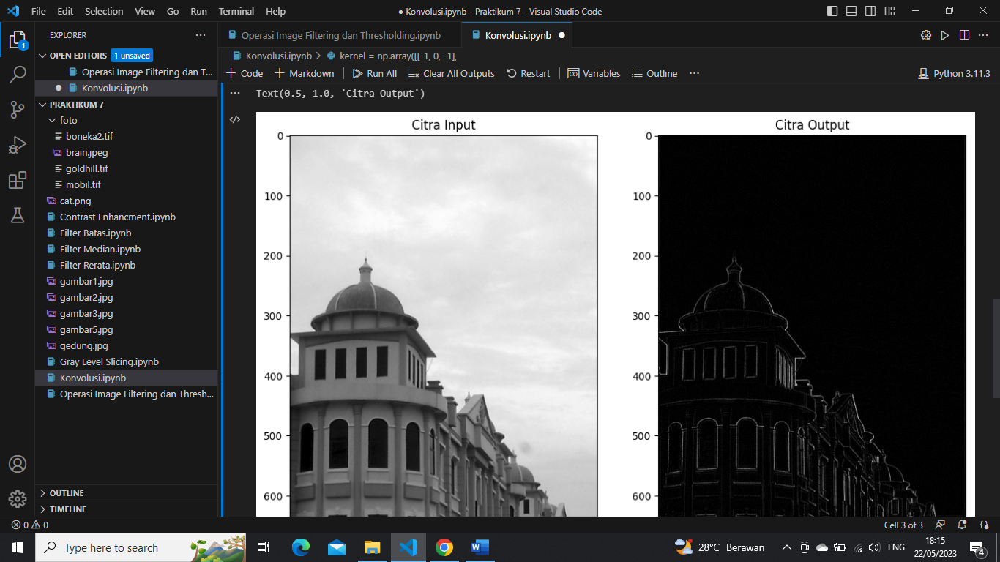 File Edit Selection View Go Run Terminal Help
● Konvolusi.ipynb - Praktikum 7 - Visual Studio Code
EXPLORER
OPEN EDITORS 1 unsaved
Operasi Image Filtering dan T...
Konvolusi.ipynb
PRAKTIKUM 7
foto
boneka2.tif
brain.jpeg
goldhill.tif
mobil.tif
cat.png
Contrast Enhancment.ipynb
Filter Batas.ipynb
Filter Median.ipynb
Filter Rerata.ipynb
gambar1.jpg
gambar2.jpg
gambar3.jpg
gambar5.jpg
gedung.jpg
Gray Level Slicing.ipynb
Konvolusi.ipynb
Operasi Image Filtering dan Thresh...
OUTLINE
TIMELINE
1
Operasi Image Filtering dan Thresholding.ipynb
Konvolusi.ipynb
Konvolusi.ipynb > kernel = np.array([[-1, 0, -1],
+ Code + Markdown Run All Clear All Outputs Restart Variables Outline ...
Python 3.11.3
Text(0.5, 1.0, 'Citra Output')
Citra Input
0
100
200
300
400
500
600
Citra Output
0
100
200
300
400
500
600
0 0
Cell 3 of 3
Type here to search
28°C Berawan
ENG
18:15
22/05/2023
4